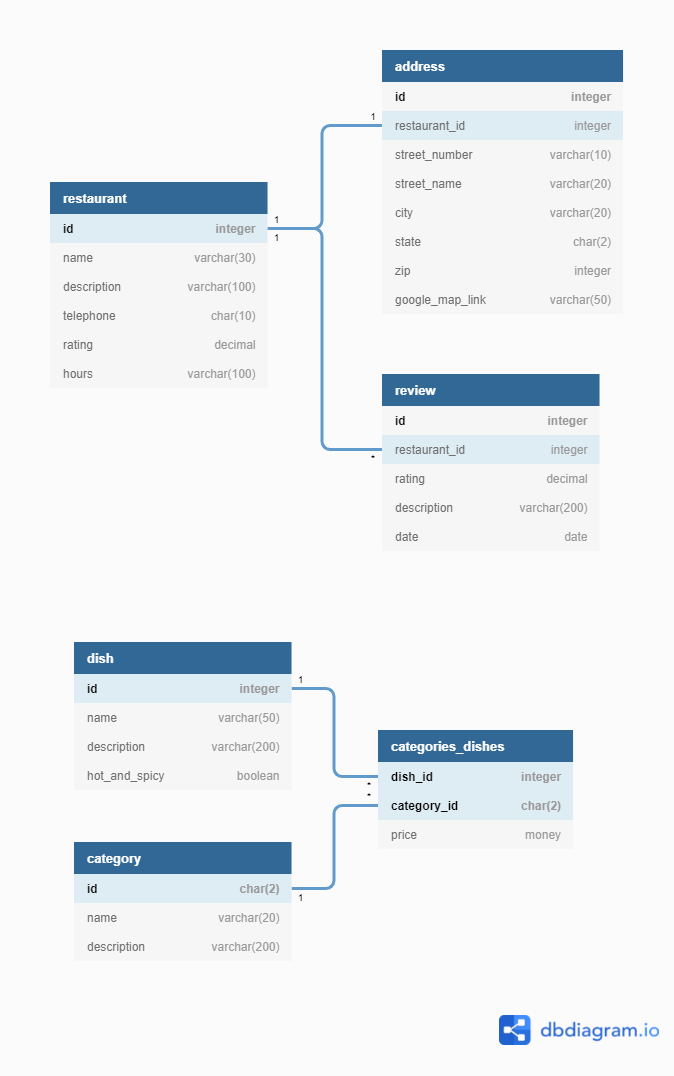 address
id integer
restaurant_id integer
street_number varchar(10)
street_name varchar(20)
city varchar(20)
state char(2)
zip integer
google_map_link varchar(50)
1
restaurant
id integer
name varchar(30)
description varchar(100)
telephone char(10)
rating decimal
hours varchar(100)
1
1
review
id integer
restaurant_id integer
rating decimal
description varchar(200)
date date
*
dish
id integer
name varchar(50)
description varchar(200)
hot_and_spicy boolean
1
categories_dishes
dish_id integer
category_id char(2)
price money
*
*
category
id char(2)
name varchar(20)
description varchar(200)
1
dbdiagram.io